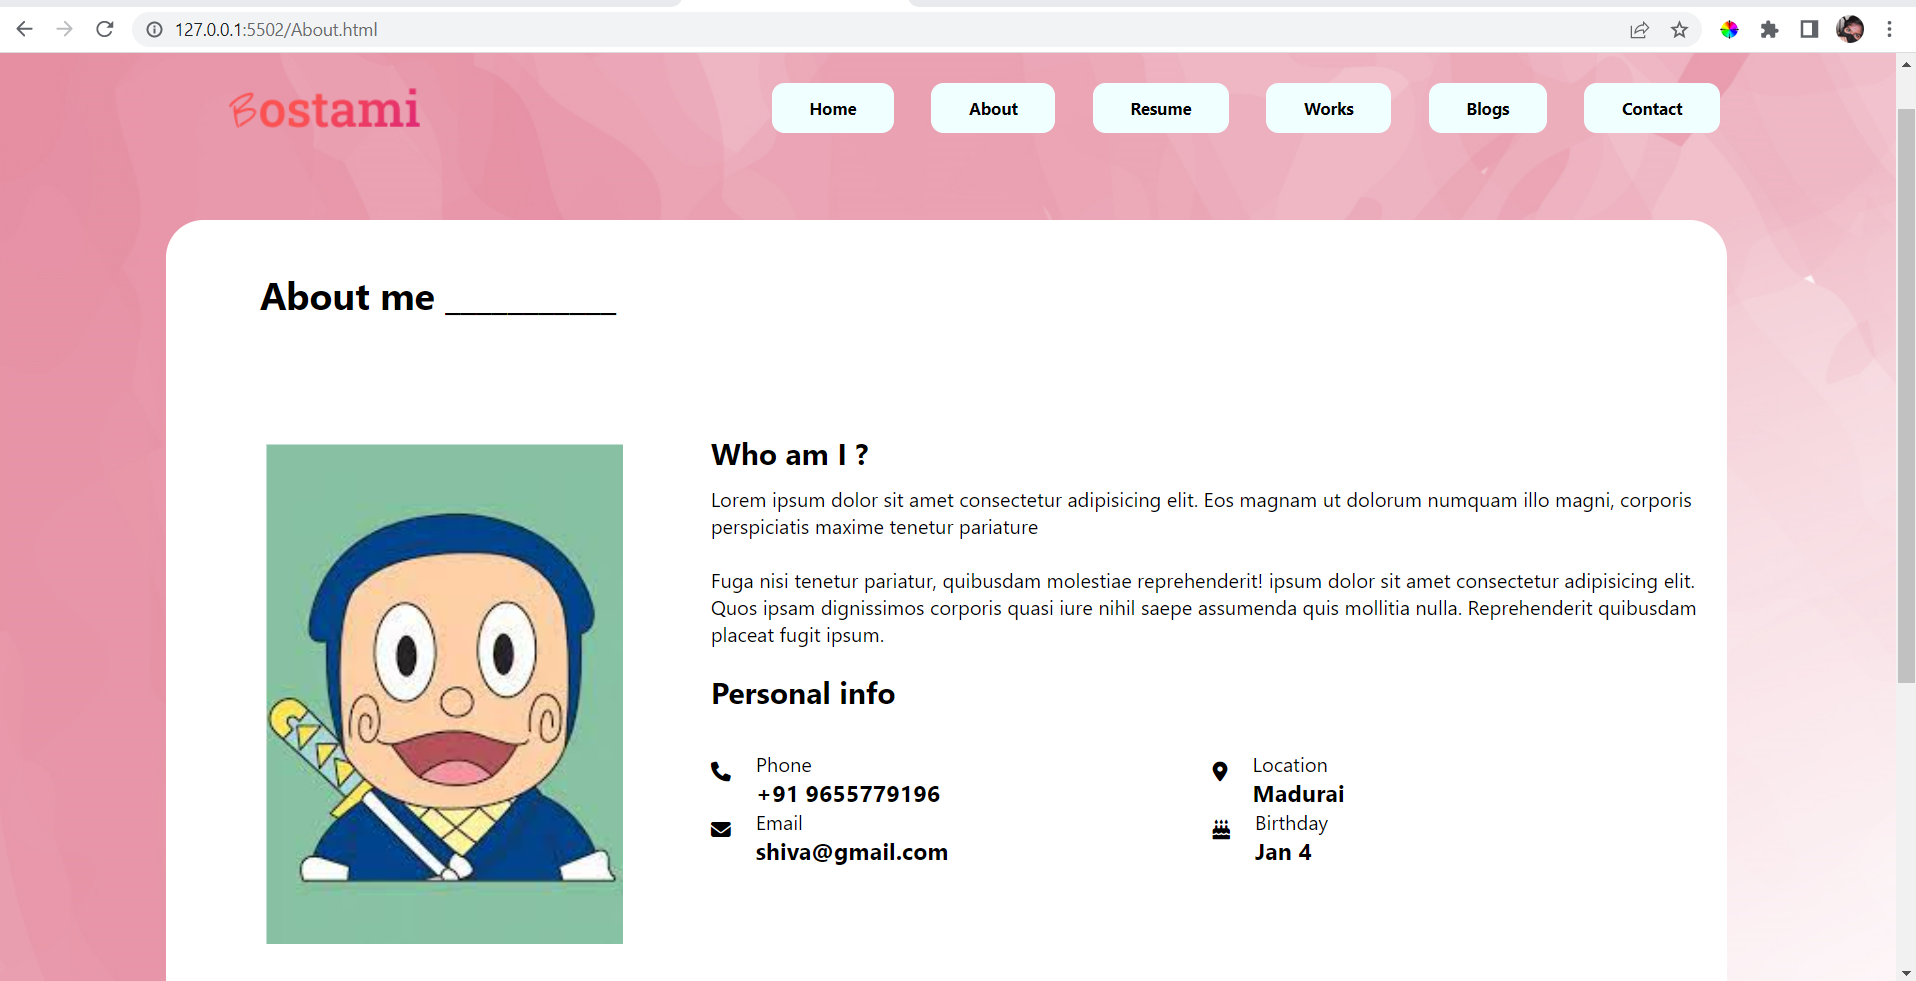 127.0.0.1:5502/About.html
Bostami
Home About Resume Works Blogs Contact
About me ___________
Who am I ?
Lorem ipsum dolor sit amet consectetur adipisicing elit. Eos magnam ut dolorum numquam illo magni, corporis
perspiciatis maxime tenetur pariature
Fuga nisi tenetur pariatur, quibusdam molestiae reprehenderit! ipsum dolor sit amet consectetur adipisicing elit.
Quos ipsam dignissimos corporis quasi iure nihil saepe assumenda quis mollitia nulla. Reprehenderit quibusdam
placeat fugit ipsum.
Personal info
Phone
+91 9655779196
Location
Madurai
Email
shiva@gmail.com
Birthday
Jan 4